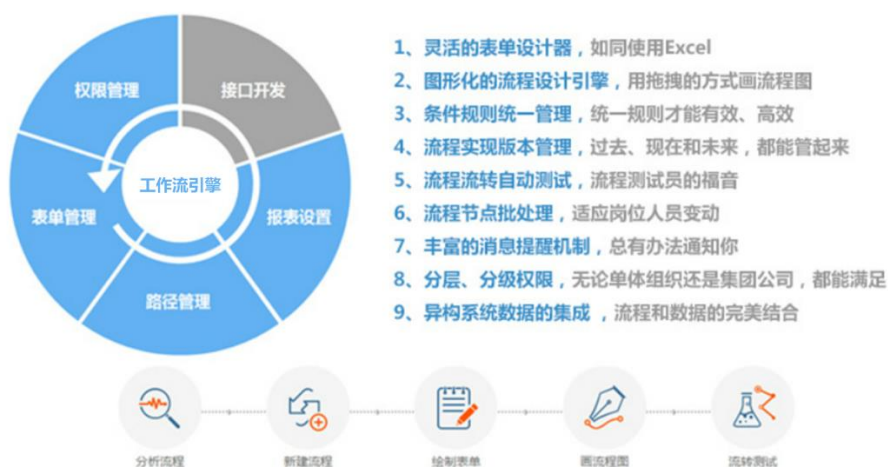 权限管理
接口开发
表单管理
工作流引擎
报表设置
路径管理
1、灵活的表单设计器，如同使用Excel
2、图形化的流程设计引擎，用拖拽的方式画流程图
3、条件规则统一管理，统一规则才能有效、高效
4、流程实现版本管理，过去、现在和未来，都能管起来
5、流程流转自动测试，流程测试员的福音
6、流程节点批处理，适应岗位人员变动
7、丰富的消息提醒机制，总有办法通知你
8、分层、分级权限，无论单体组织还是集团公司，都能满足
9、异构系统数据的集成，流程和数据的完美结合
分析流程
新建流程
绘制表单
画流程图
流转测试